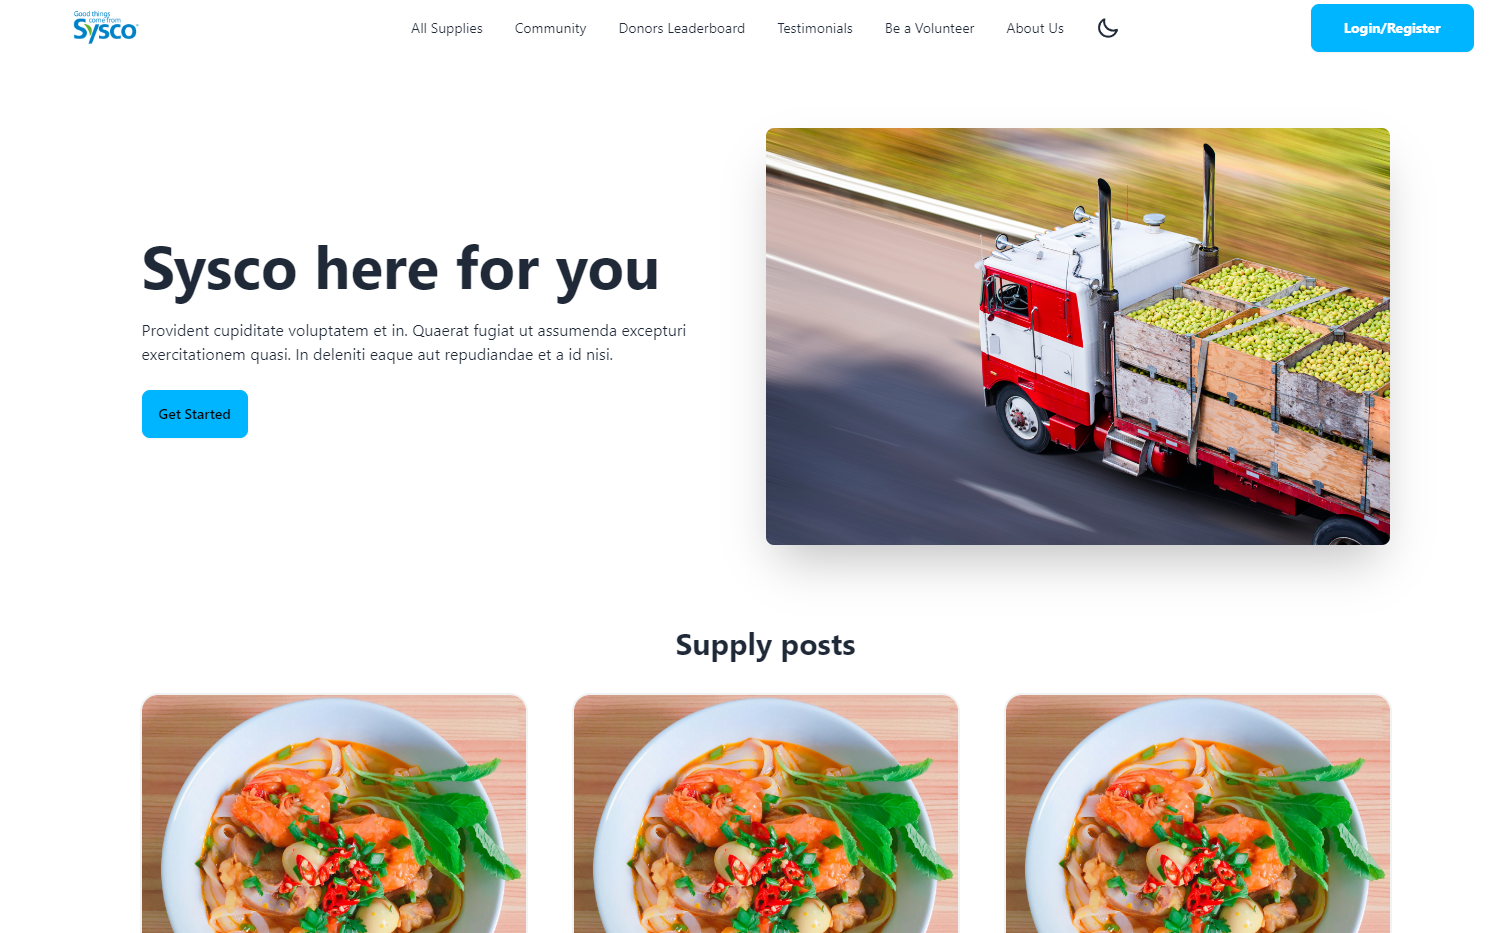 Good things
come from
Sysco
All Supplies
Community
Donors Leaderboard
Testimonials
Be a Volunteer
About Us
Login/Register
Sysco here for you
Provident cupiditate voluptatem et in. Quaerat fugiat ut assumenda excepturi
exercitationem quasi. In deleniti eaque aut repudiandae et a id nisi.
Get Started
Supply posts